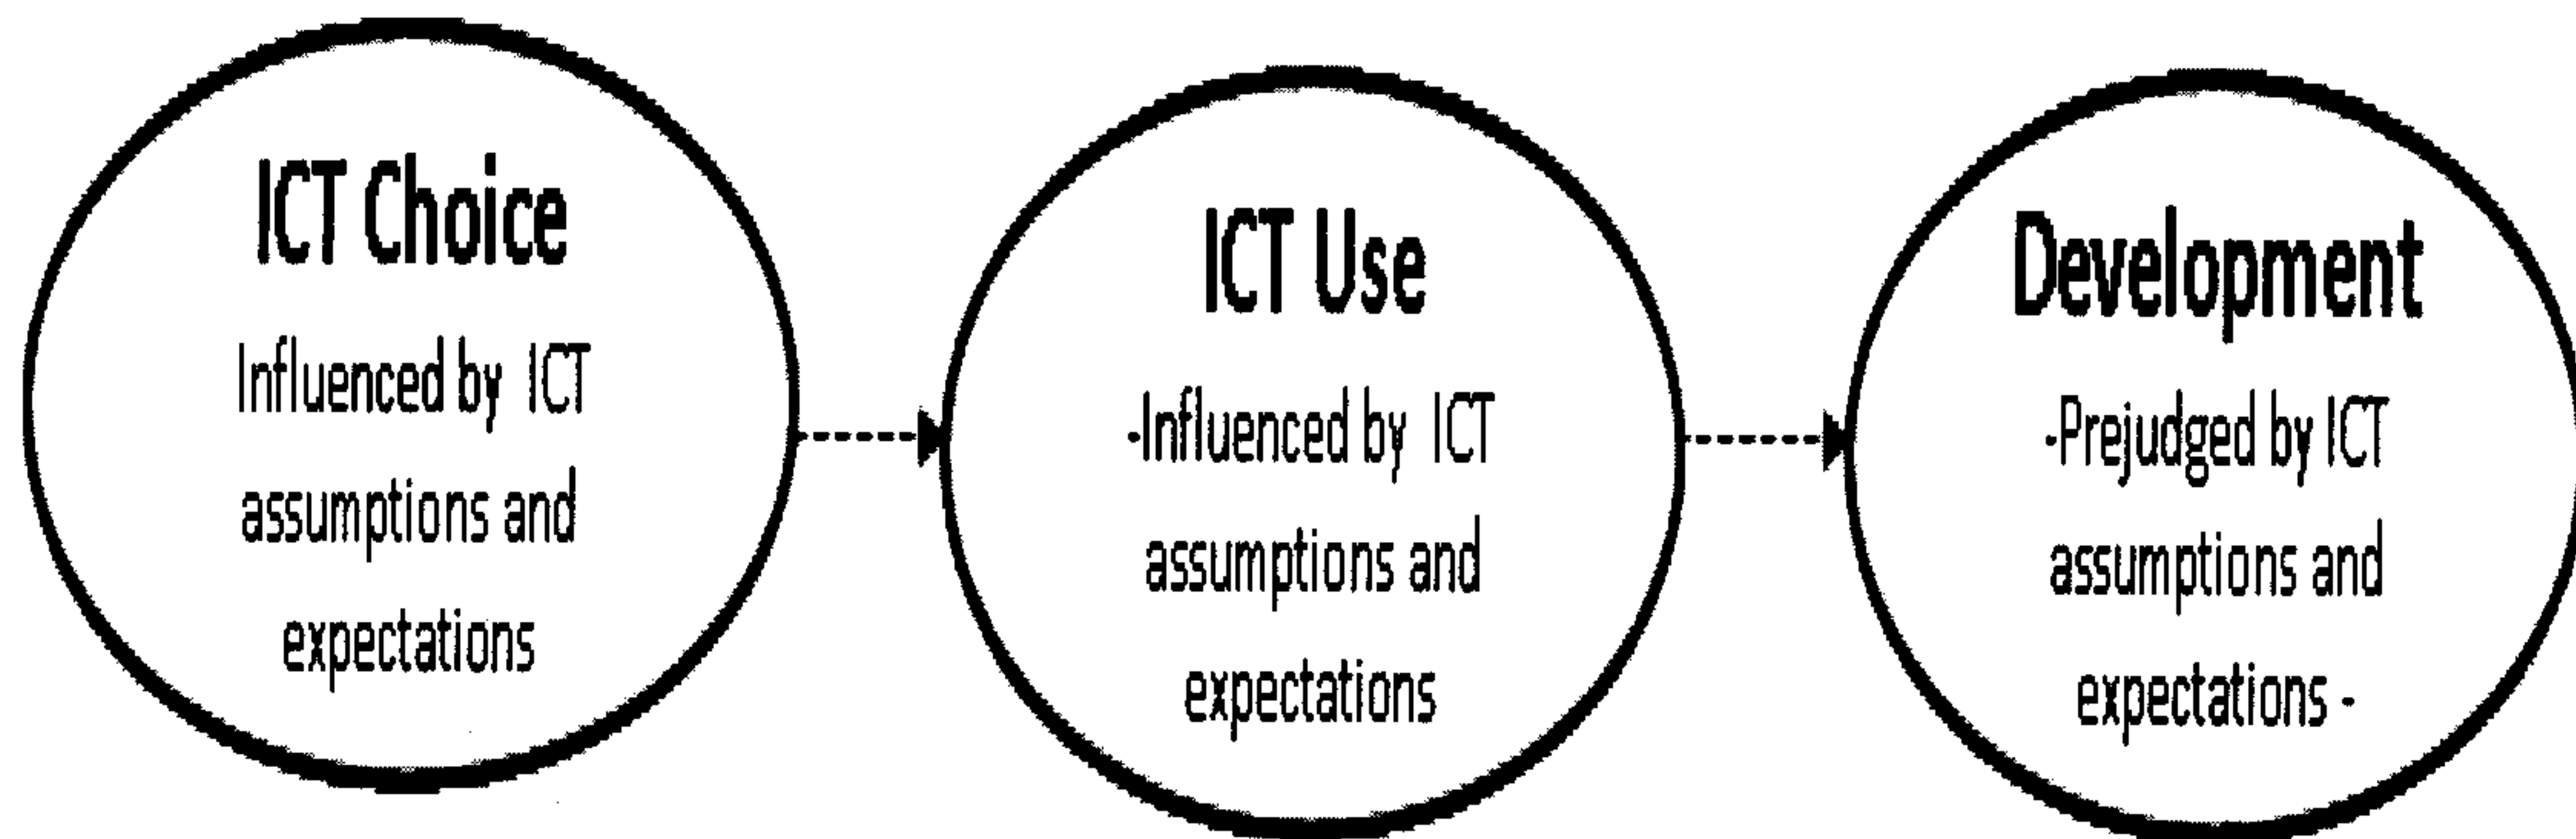 ICT Choice
Influenced by ICT
assumptions and
expectations
ICT Use
-Influenced by ICT
assumptions and
expectations
Development
-Prejudged by ICT
assumptions and
expectations -